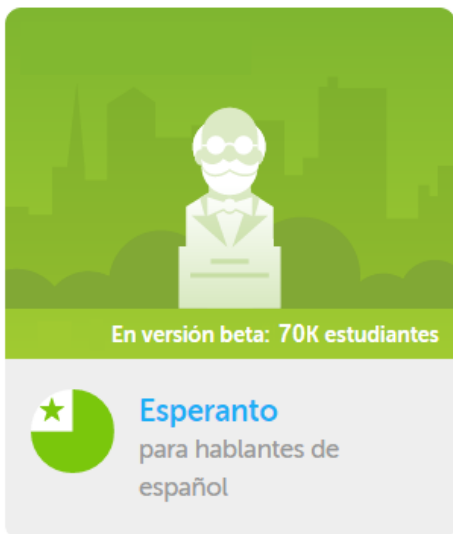 En versión beta: 70K estudiantes
Esperanto
para hablantes de
español